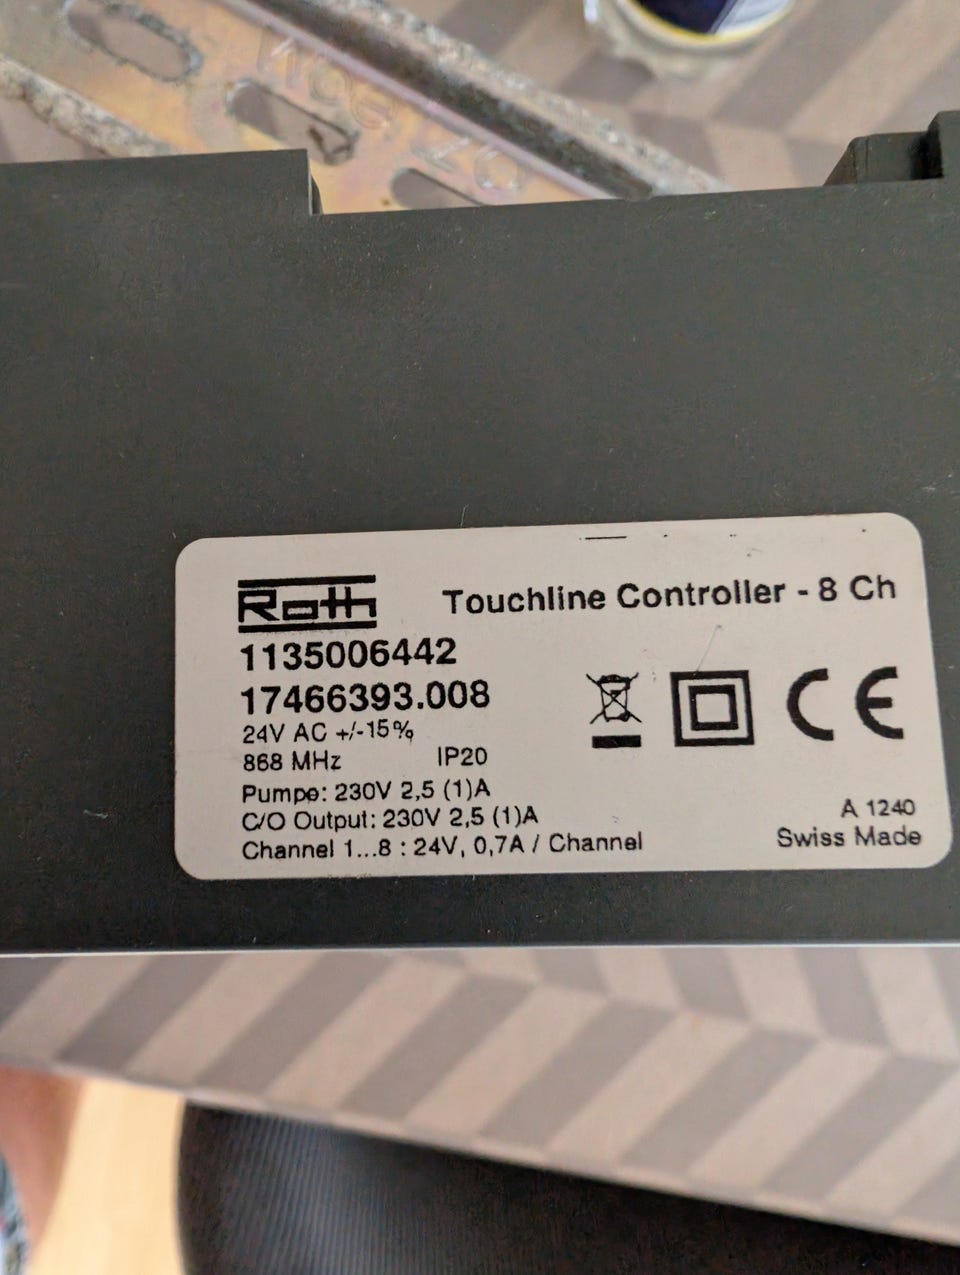 Roth
Touchline Controller - 8 Ch
1135006442
17466393.008
24V AC +/-15%
868 MHz IP20
Pumpe: 230V 2,5 (1)A
C/O Output: 230V 2,5 (1)A
Channel 1...8 : 24V, 0,7A / Channel
CE
A 1240
Swiss Made